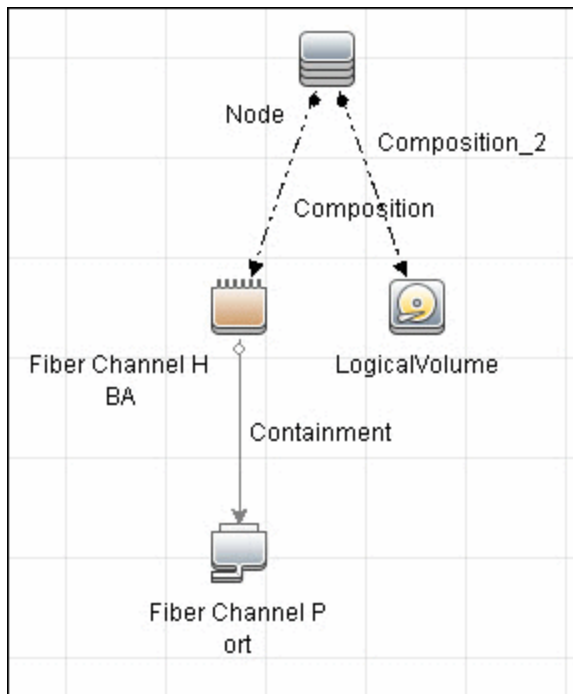 Node
Composition_2
Composition
Fiber Channel H
BA
LogicalVolume
Containment
Fiber Channel P
ort